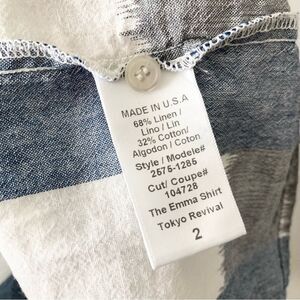 MADE IN U.S.A
68% Linen /
Lino / Lin
32% Cotton/
Algodon / Coton
Style / Modele#
2575-1285
Cut/ Coupe#
104728
The Emma Shirt
Tokyo Revival
2